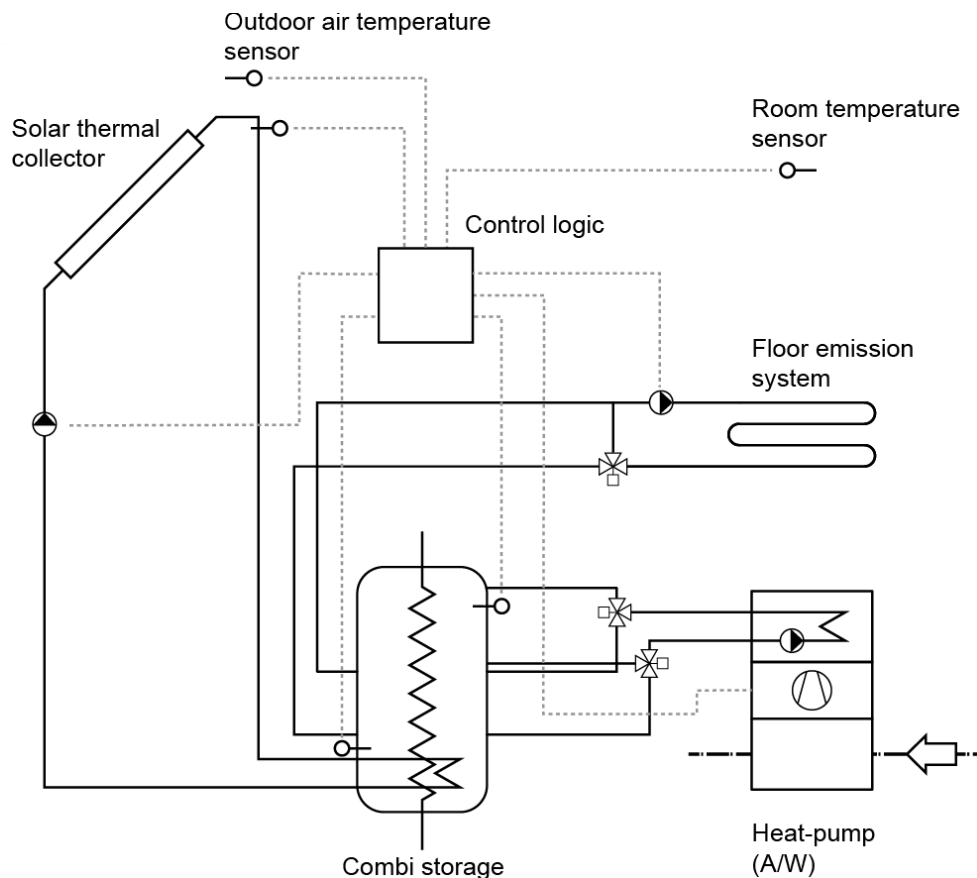 Outdoor air temperature
sensor
Solar thermal
collector
Room temperature
sensor
Control logic
Floor emission
system
Combi storage
Heat-pump
(A/W)